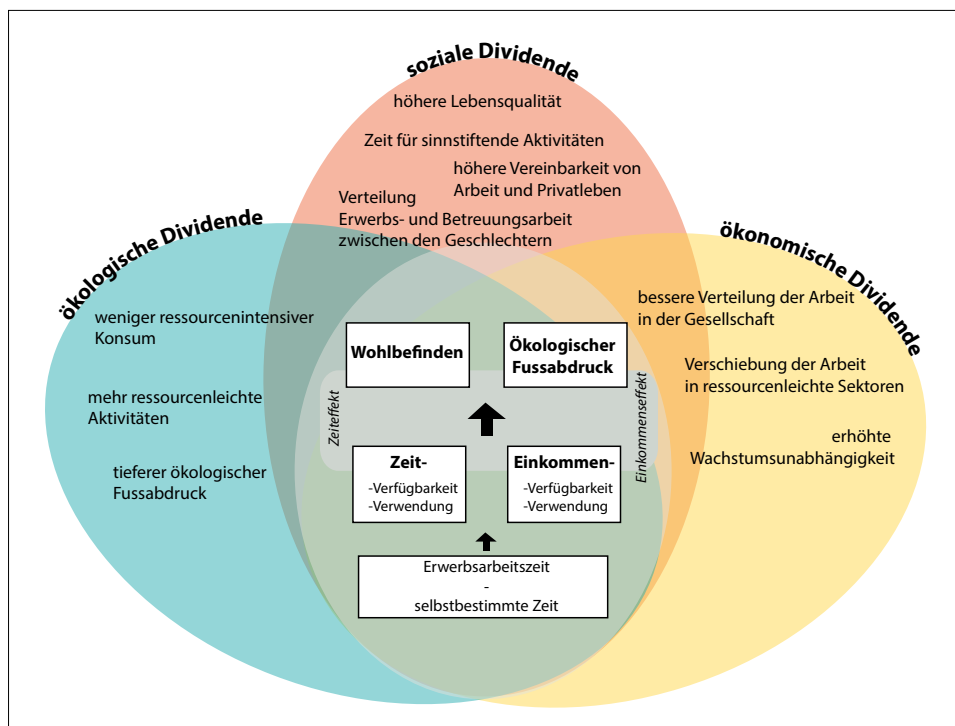 soziale Dividende
höhere Lebensqualität
Zeit für sinnstiftende Aktivitäten
höhere Vereinbarkeit von
Arbeit und Privatleben
Verteilung
Erwerbs- und Betreuungsarbeit
zwischen den Geschlechtern
ökologische Dividende
weniger ressourcenintensiver
Konsum
mehr ressourcenleichte
Aktivitäten
tieferer ökologischer
Fussabdruck
ökonomische Dividende
bessere Verteilung der Arbeit
in der Gesellschaft
Verschiebung der Arbeit
in ressourcenleichte Sektoren
erhöhte
Wachstumsunabhängigkeit
Wohlbefinden
Ökologischer
Fussabdruck
Zeiteffekt
Einkommenseffekt
Zeit-
-Verfügbarkeit
-Verwendung
Einkommen-
-Verfügbarkeit
-Verwendung
Erwerbsarbeitszeit
-
selbstbestimmte Zeit